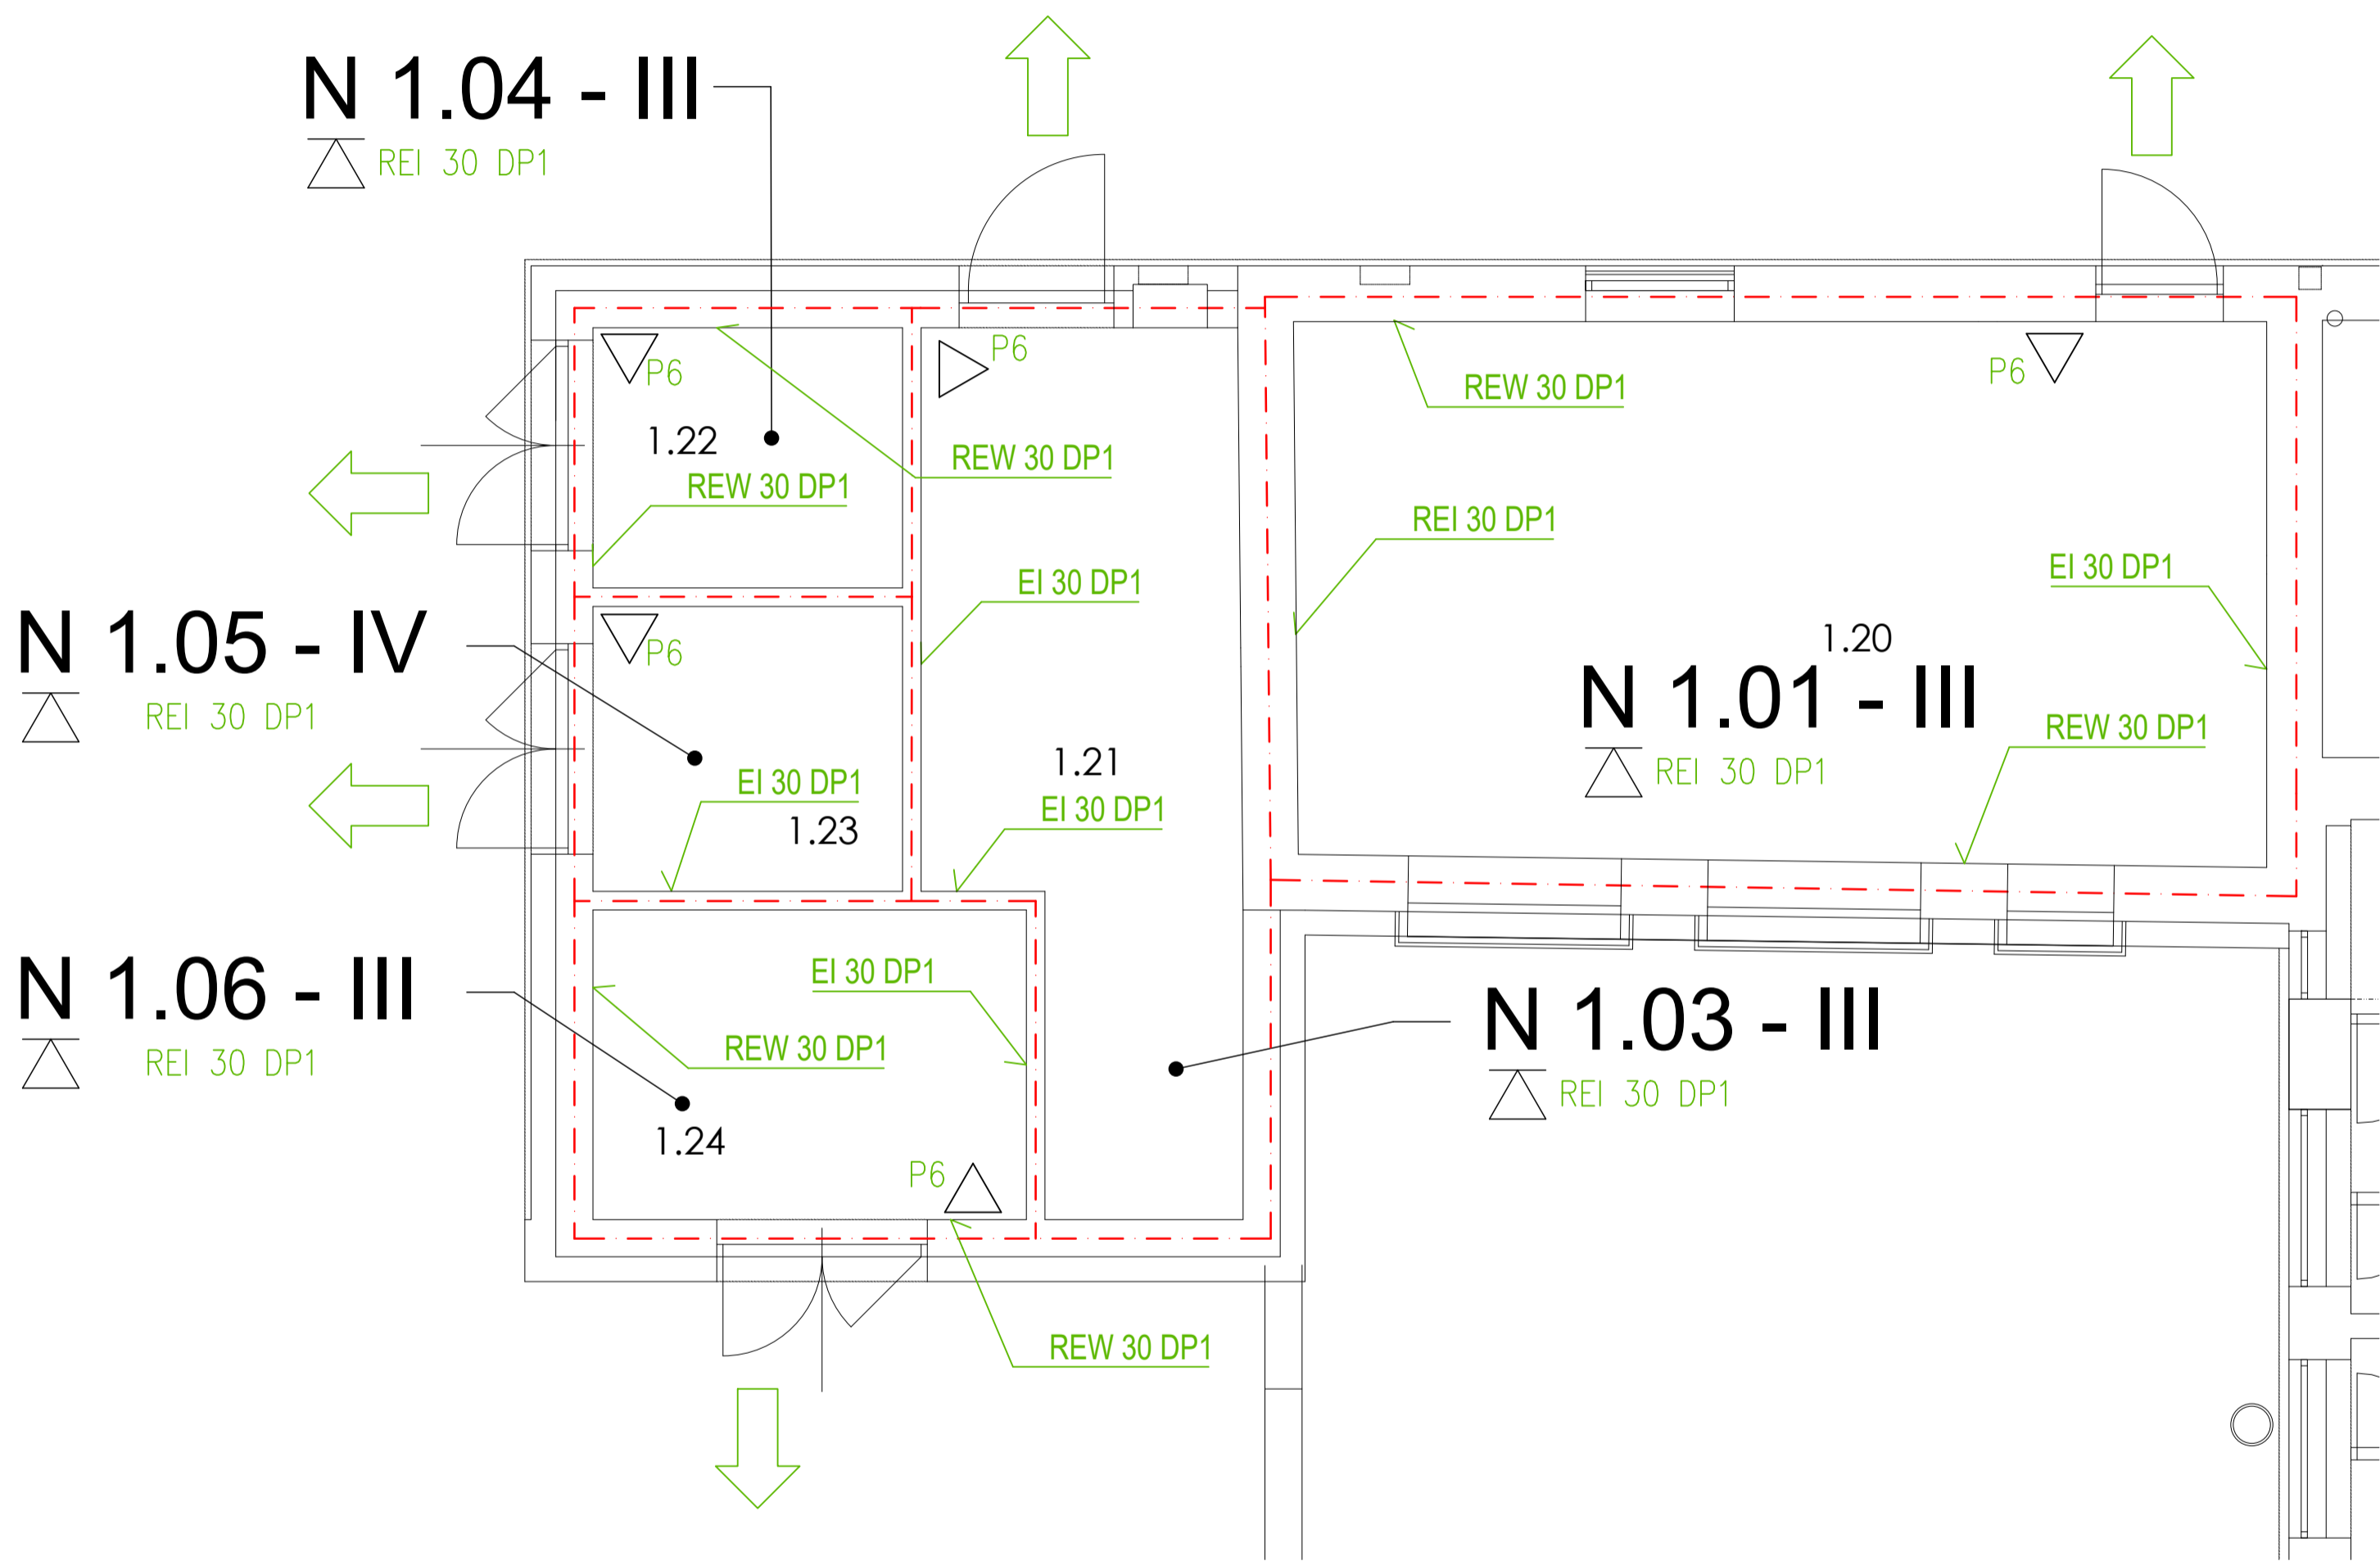 N 1.04 - III
REI 30 DP1
P6
P6
P6
REW 30 DP1
1.22
REW 30 DP1
REW 30 DP1
REI 30 DP1
EI 30 DP1
EI 30 DP1
N 1.05 - IV
REI 30 DP1
P6
1.20
N 1.01 - III
REI 30 DP1
REW 30 DP1
1.21
EI 30 DP1
EI 30 DP1
1.23
N 1.06 - III
REI 30 DP1
EI 30 DP1
REW 30 DP1
N 1.03 - III
REI 30 DP1
1.24
P6
REW 30 DP1